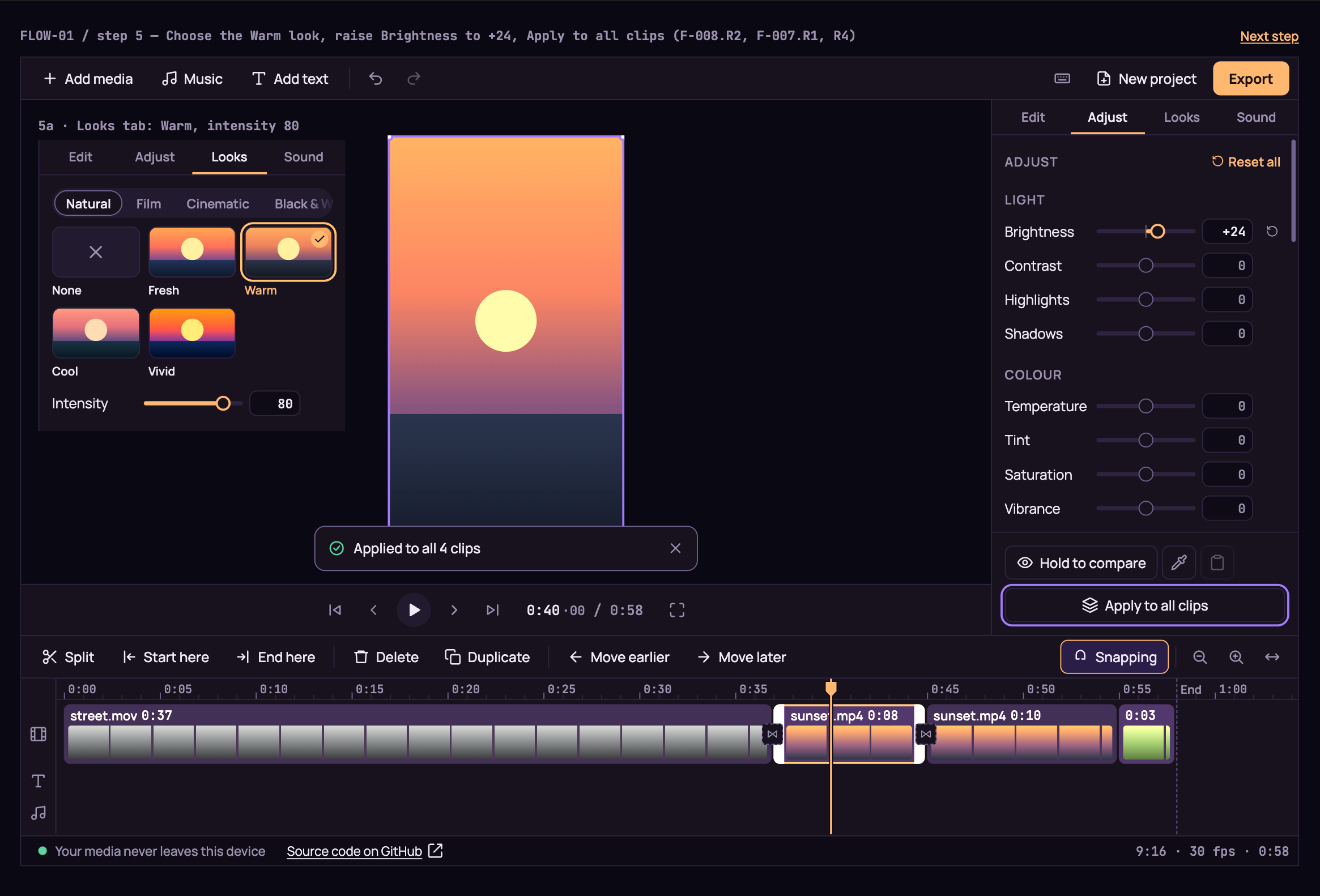 FLOW-01 / step 5 — Choose the Warm look, raise Brightness to +24, Apply to all clips (F-008.R2, F-007.R1, R4)
Next step
Add media
Music
Add text
New project
Export
5a · Looks tab: Warm, intensity 80
Edit
Adjust
Looks
Sound
Natural
Film
Cinematic
Black & W
None
Fresh
Warm
Cool
Vivid
Intensity
80
Applied to all 4 clips
0:40·00 / 0:58
Edit
Adjust
Looks
Sound
ADJUST
Reset all
LIGHT
Brightness
+24
Contrast
0
Highlights
0
Shadows
0
COLOUR
Temperature
0
Tint
0
Saturation
0
Vibrance
0
Hold to compare
Apply to all clips
Split
Start here
End here
Delete
Duplicate
Move earlier
Move later
Snapping
0:00
0:05
0:10
0:15
0:20
0:25
0:30
0:35
0:45
0:50
0:55
End
1:00
street.mov 0:37
sunset.mp4 0:08
sunset.mp4 0:10
0:03
Your media never leaves this device
Source code on GitHub
9:16 · 30 fps · 0:58